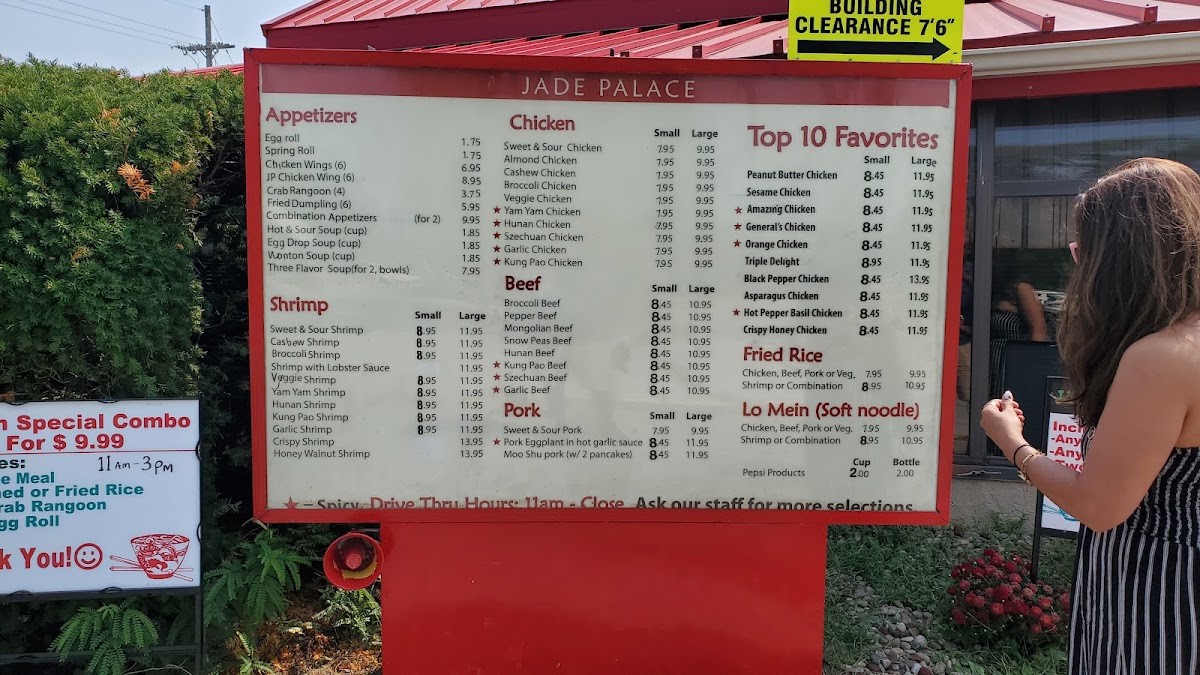 BUILDING
CLEARANCE 7'6"
JADE PALACE
Appetizers
Egg roll 1.75
Spring Roll 1.75
Chicken Wings (6) 6.95
JP Chicken Wing (6) 8.95
Crab Rangoon (4) 3.75
Fried Dumpling (6) 5.95
Combination Appetizers (for 2) 9.95
Hot & Sour Soup (cup) 1.85
Egg Drop Soup (cup) 1.85
Wonton Soup (cup) 1.85
Three Flavor Soup(for 2, bowls) 7.95
Shrimp Small Large
Sweet & Sour Shrimp 8.95 11.95
Cashew Shrimp 8.95 11.95
Broccoli Shrimp 8.95 11.95
Shrimp with Lobster Sauce 11.95
Veggie Shrimp 8.95 11.95
Yam Yam Shrimp 8.95 11.95
Hunan Shrimp 8.95 11.95
Kung Pao Shrimp 8.95 11.95
Garlic Shrimp 8.95 11.95
Crispy Shrimp 13.95
Honey Walnut Shrimp 13.95
Chicken Small Large
Sweet & Sour Chicken 7.95 9.95
Almond Chicken 7.95 9.95
Cashew Chicken 7.95 9.95
Broccoli Chicken 7.95 9.95
Veggie Chicken 7.95 9.95
★ Yam Yam Chicken 7.95 9.95
★ Hunan Chicken 7.95 9.95
★ Szechuan Chicken 7.95 9.95
★ Garlic Chicken 7.95 9.95
★ Kung Pao Chicken 7.95 9.95
Beef Small Large
Broccoli Beef 8.45 10.95
Pepper Beef 8.45 10.95
Mongolian Beef 8.45 10.95
Snow Peas Beef 8.45 10.95
Hunan Beef 8.45 10.95
★ Kung Pao Beef 8.45 10.95
★ Szechuan Beef 8.45 10.95
★ Garlic Beef 8.45 10.95
Pork Small Large
Sweet & Sour Pork 7.95 9.95
★ Pork Eggplant in hot garlic sauce 8.45 11.95
Moo Shu pork (w/ 2 pancakes) 8.45 11.95
Top 10 Favorites
Small Large
Peanut Butter Chicken 8.45 11.95
Sesame Chicken 8.45 11.95
★ Amazing Chicken 8.45 11.95
★ General's Chicken 8.45 11.95
★ Orange Chicken 8.45 11.95
Triple Delight 8.95 11.95
Black Pepper Chicken 8.45 13.95
Asparagus Chicken 8.45 11.95
★ Hot Pepper Basil Chicken 8.45 11.95
Crispy Honey Chicken 8.45 11.95
Fried Rice
Chicken, Beef, Pork or Veg. 7.95 9.95
Shrimp or Combination 8.95 10.95
Lo Mein (Soft noodle)
Chicken, Beef, Pork or Veg. 7.95 9.95
Shrimp or Combination 8.95 10.95
Cup Bottle
Pepsi Products 2.00 2.00
★ = Spicy Drive Thru Hours: 11am - Close Ask our staff for more selections
Special Combo
For $ 9.99
11AM-3PM
Meal
or Fried Rice
Rangoon
Roll
You!